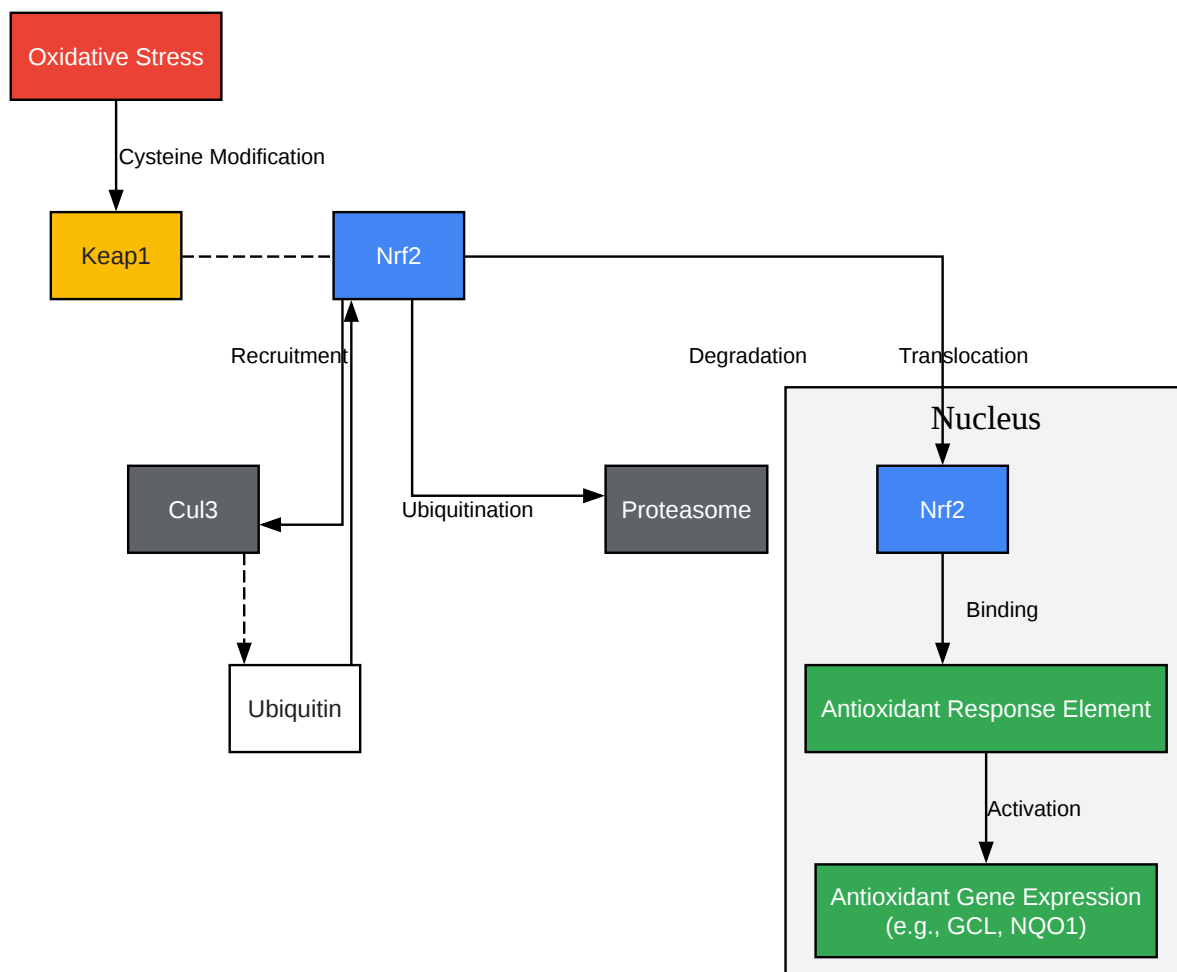 Oxidative Stress
Cysteine Modification
Keap1
Nrf2
Recruitment
Degradation
Translocation
Nucleus
Cul3
Ubiquitination
Proteasome
Nrf2
Binding
Ubiquitin
Antioxidant Response Element
Activation
Antioxidant Gene Expression
(e.g., GCL, NQO1)